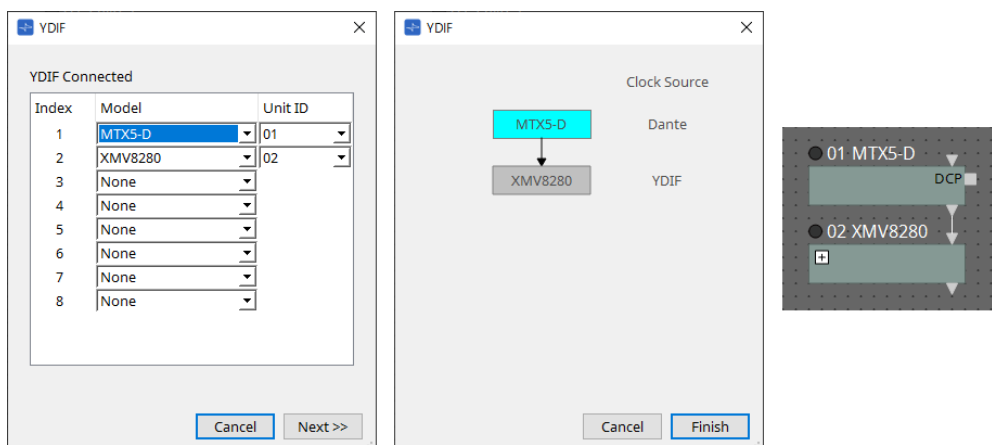 YDIF
YDIF Connected
Index Model Unit ID
1 MTX5-D 01
2 XMV8280 02
3 None
4 None
5 None
6 None
7 None
8 None
Cancel Next >>
YDIF
Clock Source
MTX5-D Dante
XMV8280 YDIF
Cancel Finish
01 MTX5-D
DCP
02 XMV8280